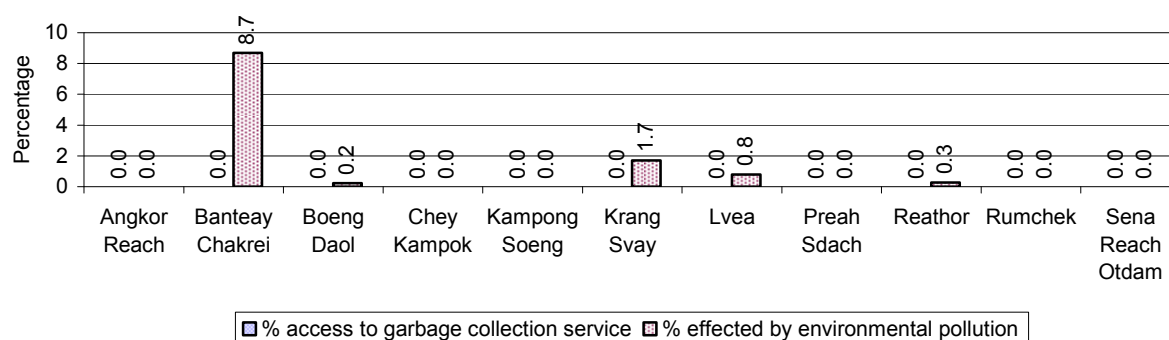 Percentage
10
8
6
4
2
0
0.0 0.0 0.0 8.7 0.0 0.2 0.0 0.0 0.0 0.0 0.0 1.7 0.0 0.8 0.0 0.0 0.0 0.3 0.0 0.0 0.0 0.0
Angkor Banteay Boeng Chey Kampong Krang Lvea Preah Reathor Rumchek Sena
Reach Chakrei Daol Kampok Soeng Svay Sdach Reach
Otdam
% access to garbage collection service % effected by environmental pollution